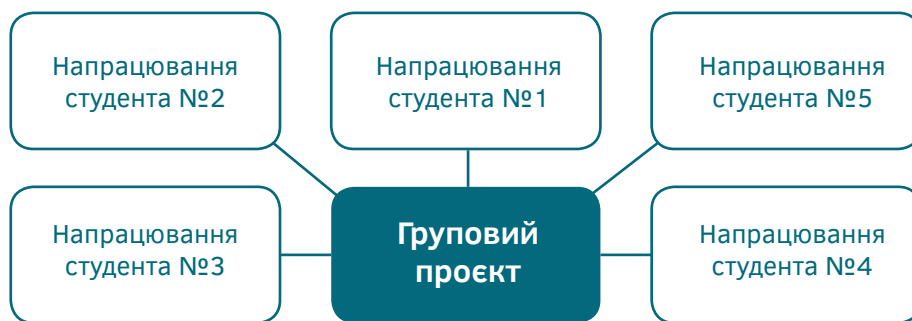 Напрацювання
студента №2
Напрацювання
студента №1
Напрацювання
студента №5
Напрацювання
студента №3
Груповий
проєкт
Напрацювання
студента №4